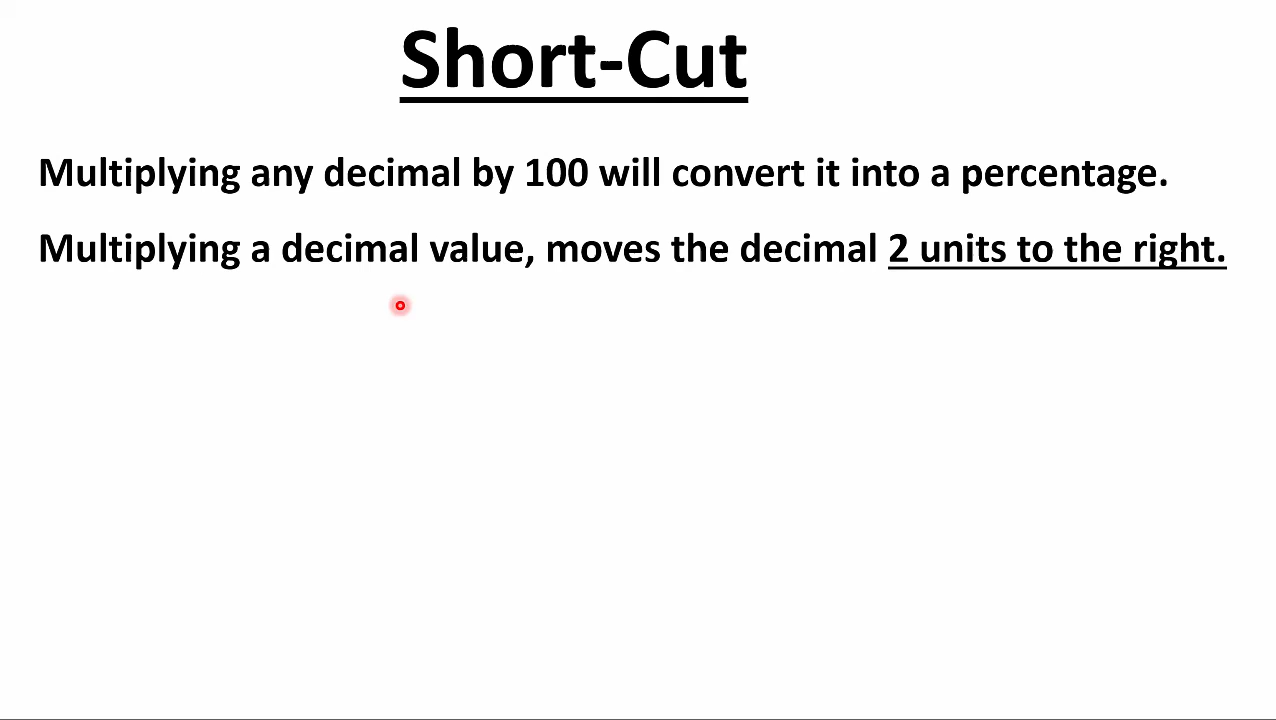 Short-Cut
Multiplying any decimal by 100 will convert it into a percentage.
Multiplying a decimal value, moves the decimal 2 units to the right.